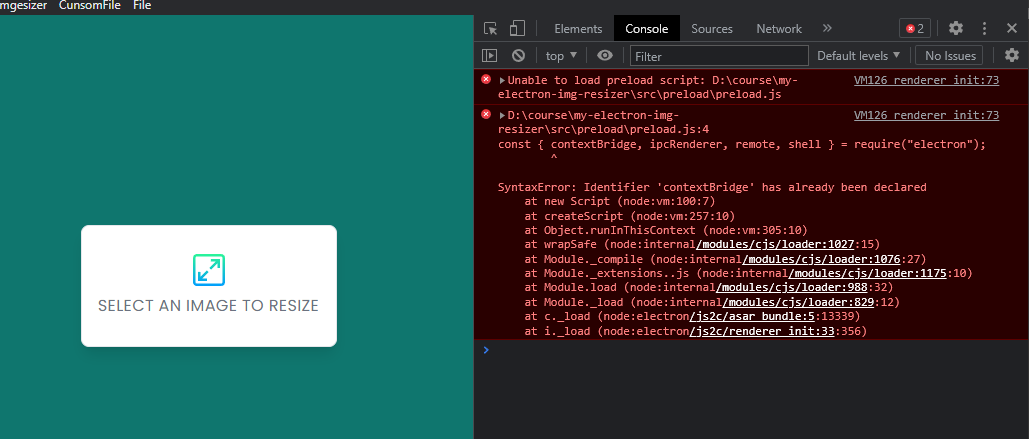 mgesizer CunsomFile File
Elements Console Sources Network » 2
top ▼ Filter Default levels ▼ No Issues
Unable to load preload script: D:\course\my- VM126 renderer_init:73
electron-img-resizer\src\preload\preload.js
D:\course\my-electron-img- VM126 renderer_init:73
resizer\src\preload\preload.js:4
const { contextBridge, ipcRenderer, remote, shell } = require("electron");
^
SyntaxError: Identifier 'contextBridge' has already been declared
at new Script (node:vm:100:7)
at createScript (node:vm:257:10)
at Object.runInThisContext (node:vm:305:10)
at wrapSafe (node:internal/modules/cjs/loader:1027:15)
at Module._compile (node:internal/modules/cjs/loader:1076:27)
at Module._extensions..js (node:internal/modules/cjs/loader:1175:10)
at Module.load (node:internal/modules/cjs/loader:988:32)
at Module._load (node:internal/modules/cjs/loader:829:12)
at c._load (node:electron/js2c/asar_bundle:5:13339)
at i._load (node:electron/js2c/renderer_init:33:356)
SELECT AN IMAGE TO RESIZE